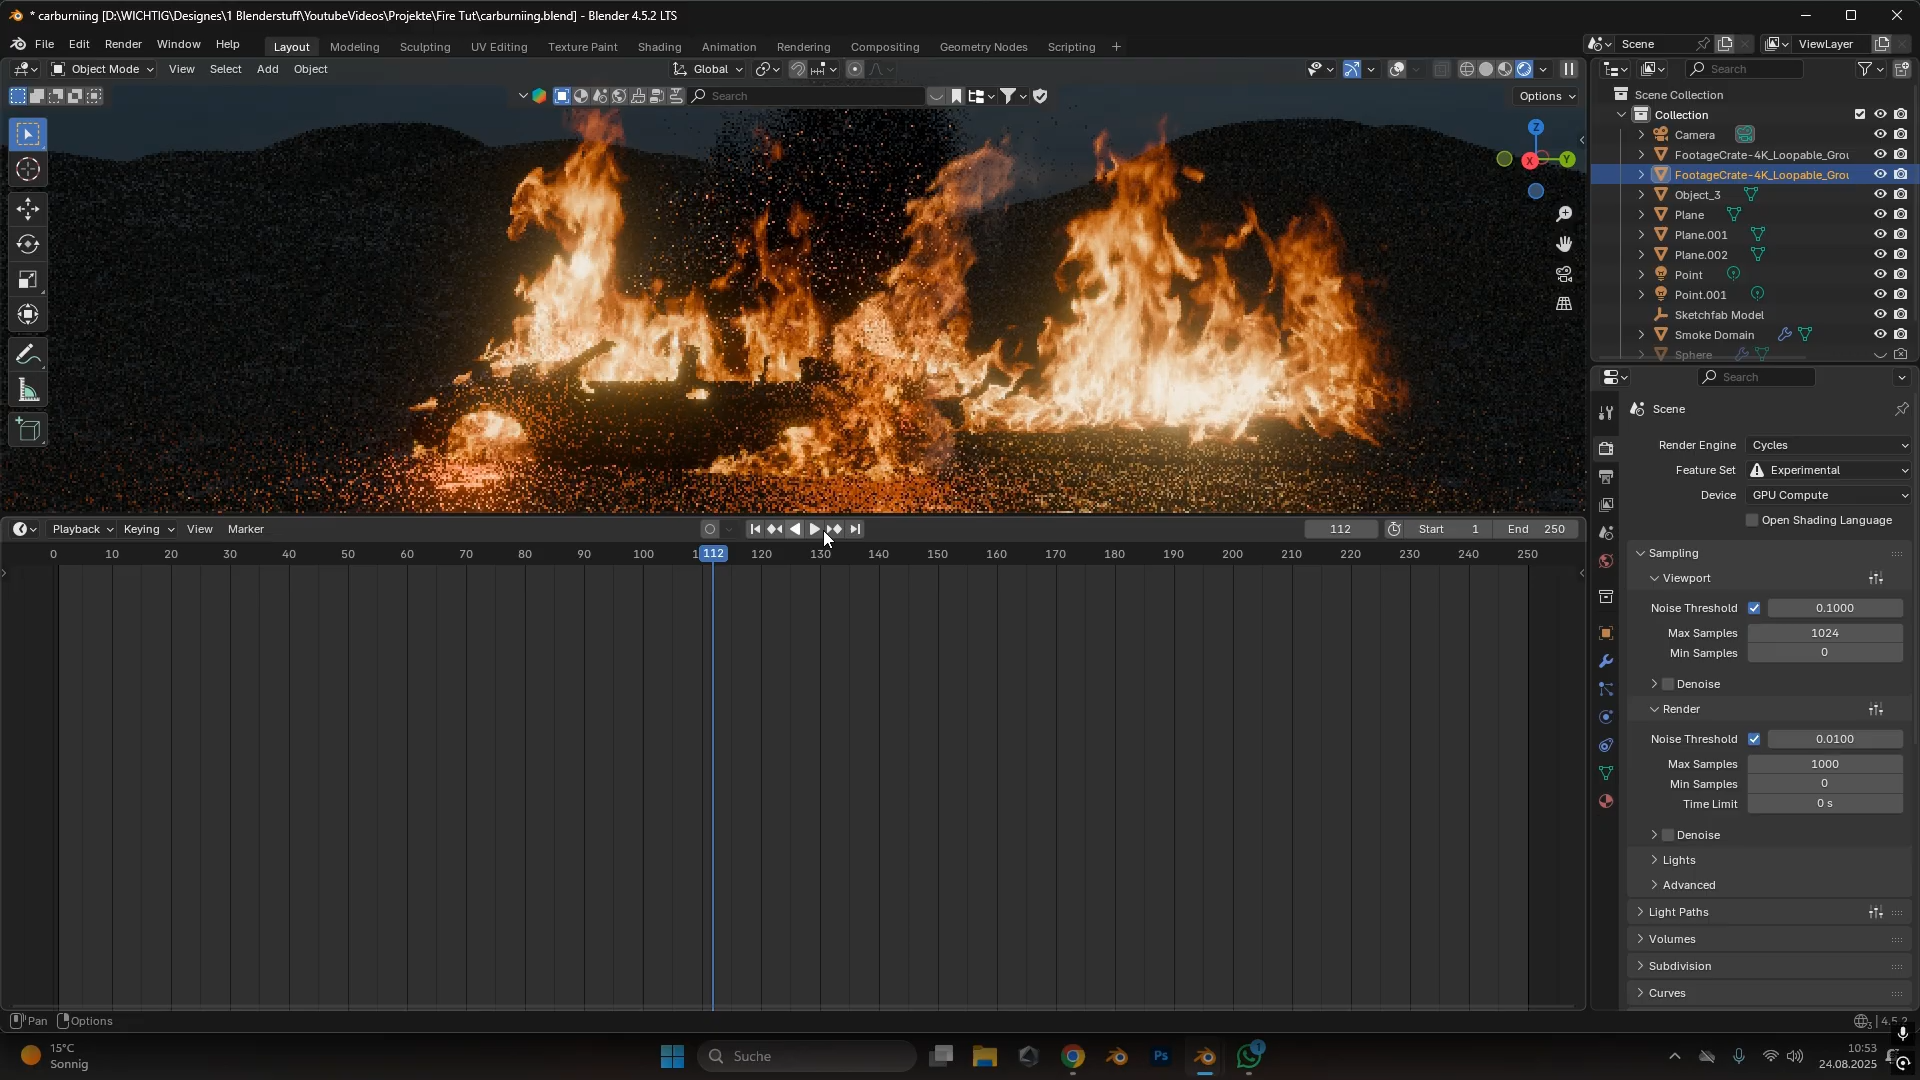 * carburniing [D:\WICHTIG\Designes\1 Blenderstuff\YoutubeVideos\Projekte\Fire Tut\carburniing.blend] - Blender 4.5.2 LTS
File Edit Render Window Help Layout Modeling Sculpting UV Editing Texture Paint Shading Animation Rendering Compositing Geometry Nodes Scripting + Scene ViewLayer
Object Mode View Select Add Object Global Search
Search Options
Z
X Y
Scene Collection
Collection
Camera
FootageCrate-4K_Loopable_Grou
FootageCrate-4K_Loopable_Grou
Object_3
Plane
Plane.001
Plane.002
Point
Point.001
Sketchfab Model
Smoke Domain
Sphere
Search
Scene
Render Engine Cycles
Feature Set Experimental
Device GPU Compute
Open Shading Language
Sampling
Viewport
Noise Threshold 0.1000
Max Samples 1024
Min Samples 0
Denoise
Render
Noise Threshold 0.0100
Max Samples 1000
Min Samples 0
Time Limit 0 s
Denoise
Lights
Advanced
Light Paths
Volumes
Subdivision
Curves
Playback Keying View Marker 112 Start 1 End 250
0 10 20 30 40 50 60 70 80 90 100 112 120 130 140 150 160 170 180 190 200 210 220 230 240 250
Pan Options
15°C
Sonnig
Suche
Ps
1
10:53
24.08.2025